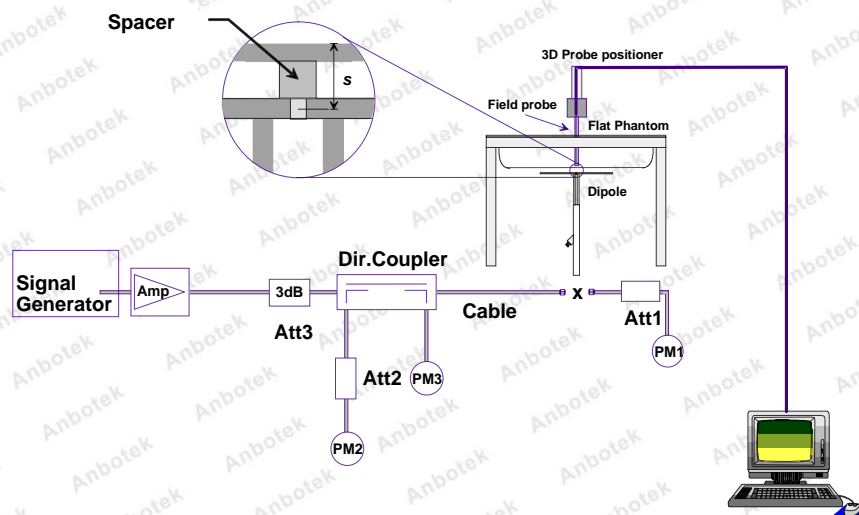 Spacer
s
3D Probe positioner
Field probe
Flat Phantom
Dipole
Dir.Coupler
Signal
Generator
Amp
3dB
Att3
Cable
x
Att1
PM1
Att2
PM3
PM2
Anbotek